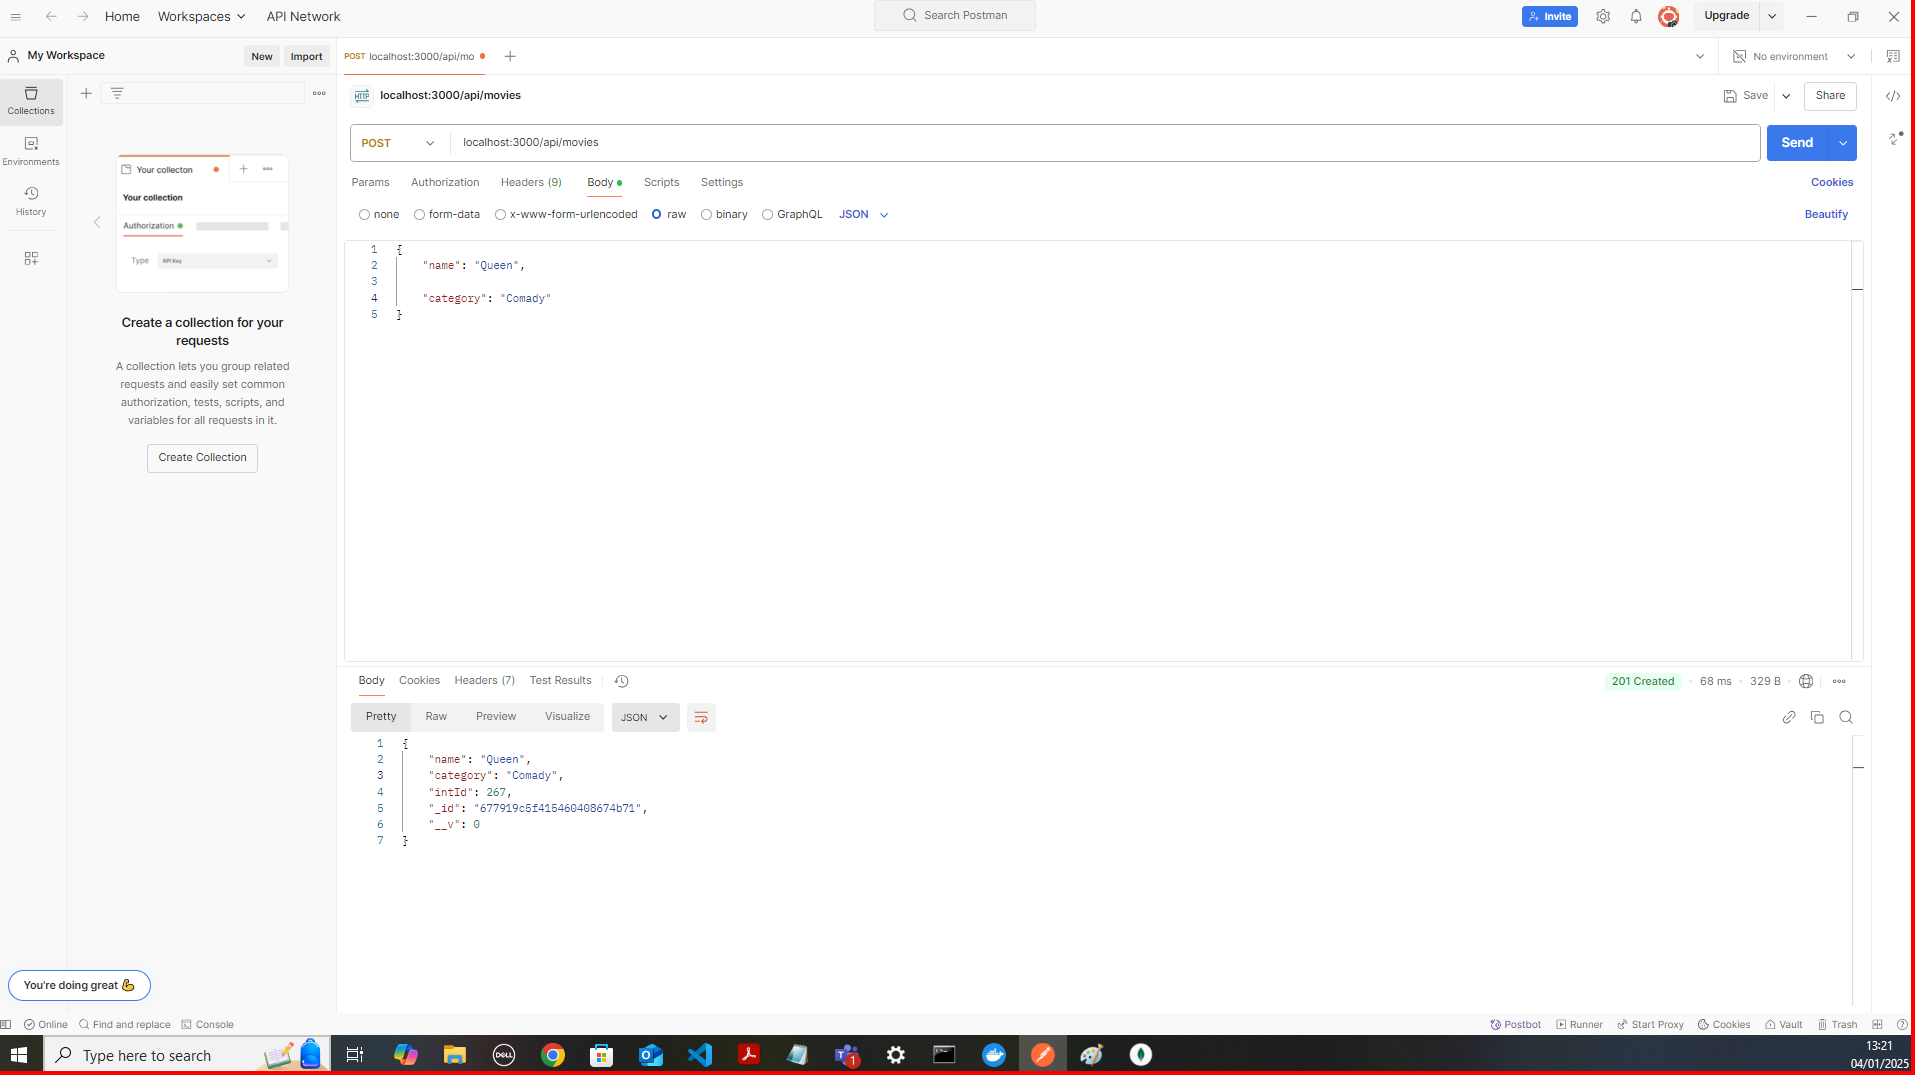 Home Workspaces API Network Search Postman Invite Upgrade
My Workspace New Import POST localhost:3000/api/mo No environment
HTTP localhost:3000/api/movies Save Share
Collections
Environments
History
POST localhost:3000/api/movies Send
Params Authorization Headers (9) Body Scripts Settings Cookies
none form-data x-www-form-urlencoded raw binary GraphQL JSON Beautify
Your collecton
Your collection
Authorization
Type API Key
Create a collection for your
requests
A collection lets you group related
requests and easily set common
authorization, tests, scripts, and
variables for all requests in it.
Create Collection
1 {
2 "name": "Queen",
3
4 "category": "Comady"
5 }
Body Cookies Headers (7) Test Results 201 Created 68 ms 329 B
Pretty Raw Preview Visualize JSON
1 {
2 "name": "Queen",
3 "category": "Comady",
4 "intId": 267,
5 "_id": "677919c5f415460408674b71",
6 "__v": 0
7 }
You're doing great 💪
Online Find and replace Console Postbot Runner Start Proxy Cookies Vault Trash
Type here to search DELL 1 13:21
04/01/2025